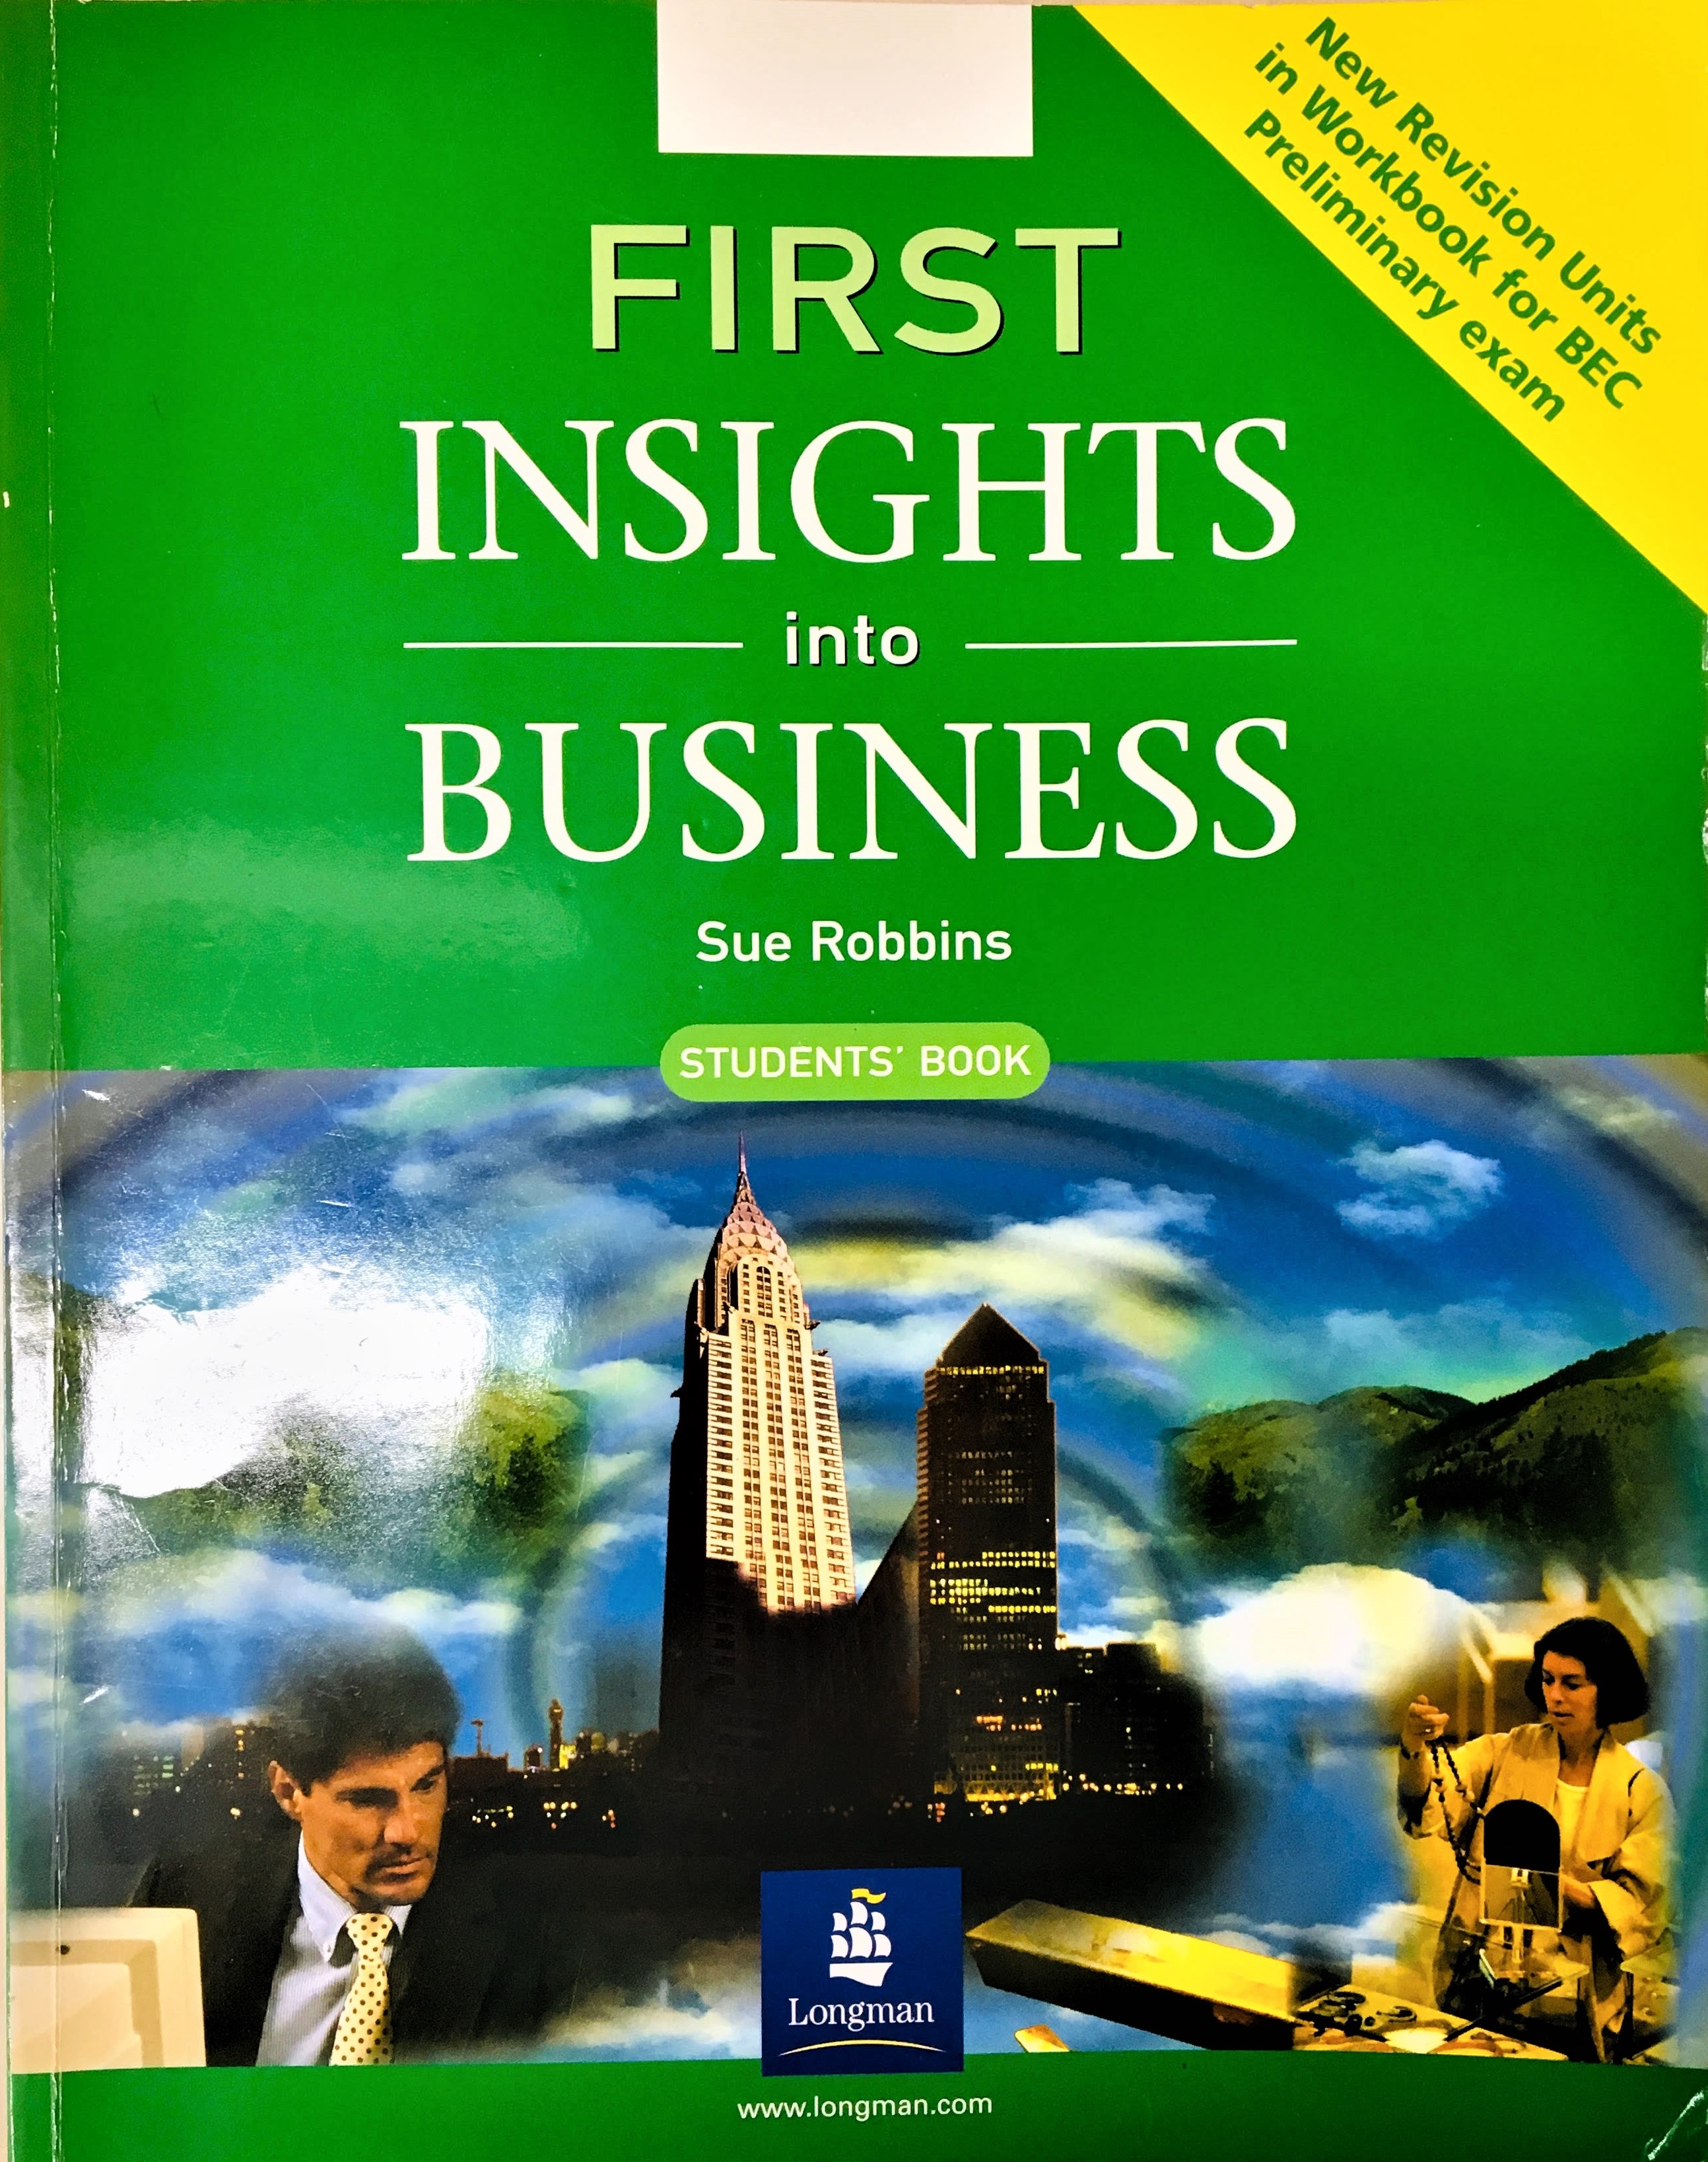 New Revision Units
in Workbook for BEC
Preliminary exam
FIRST
INSIGHTS
into
BUSINESS
Sue Robbins
STUDENTS' BOOK
Longman
www.longman.com